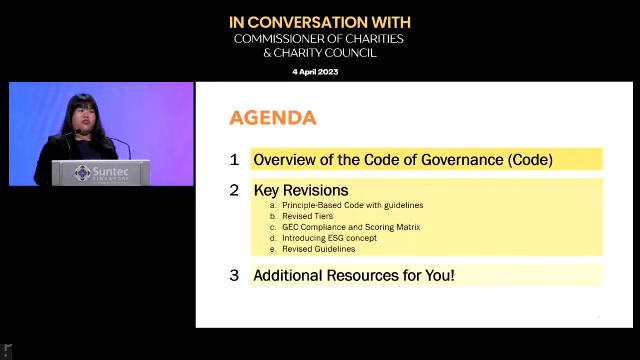 IN CONVERSATION WITH
COMMISSIONER OF CHARITIES
& CHARITY COUNCIL
4 April 2023
AGENDA
1 Overview of the Code of Governance (Code)
2 Key Revisions
a. Principle-Based Code with guidelines
b. Revised Tiers
c. GEC Compliance and Scoring Matrix
d. Introducing ESG concept
e. Revised Guidelines
3 Additional Resources for You!
Suntec
SINGAPORE